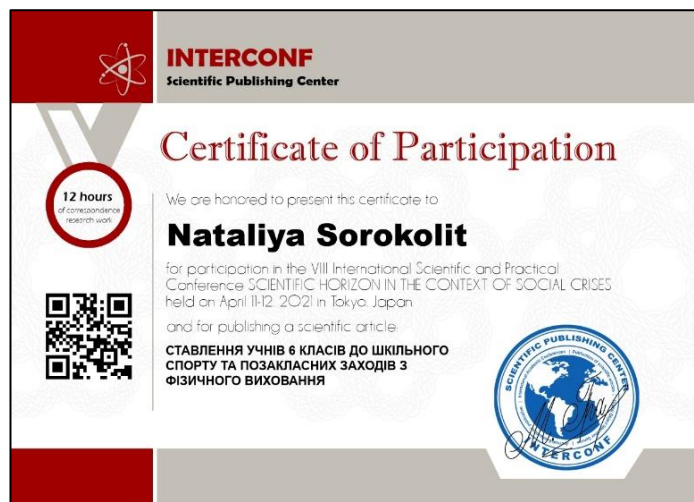 INTERCONF
Scientific Publishing Center
Certificate of Participation
12 hours
of correspondence
research work
We are honored to present this certificate to
Nataliya Sorokolit
for participation in the VIII International Scientific and Practical
Conference SCIENTIFIC HORIZON IN THE CONTEXT OF SOCIAL CRISES
held on April 11-12, 2021 in Tokyo, Japan
and for publishing a scientific article:
СТАВЛЕННЯ УЧНІВ 6 КЛАСІВ ДО ШКІЛЬНОГО
СПОРТУ ТА ПОЗАКЛАСНИХ ЗАХОДІВ З
ФІЗИЧНОГО ВИХОВАННЯ
SCIENTIFIC PUBLISHING CENTER
INTERCONF